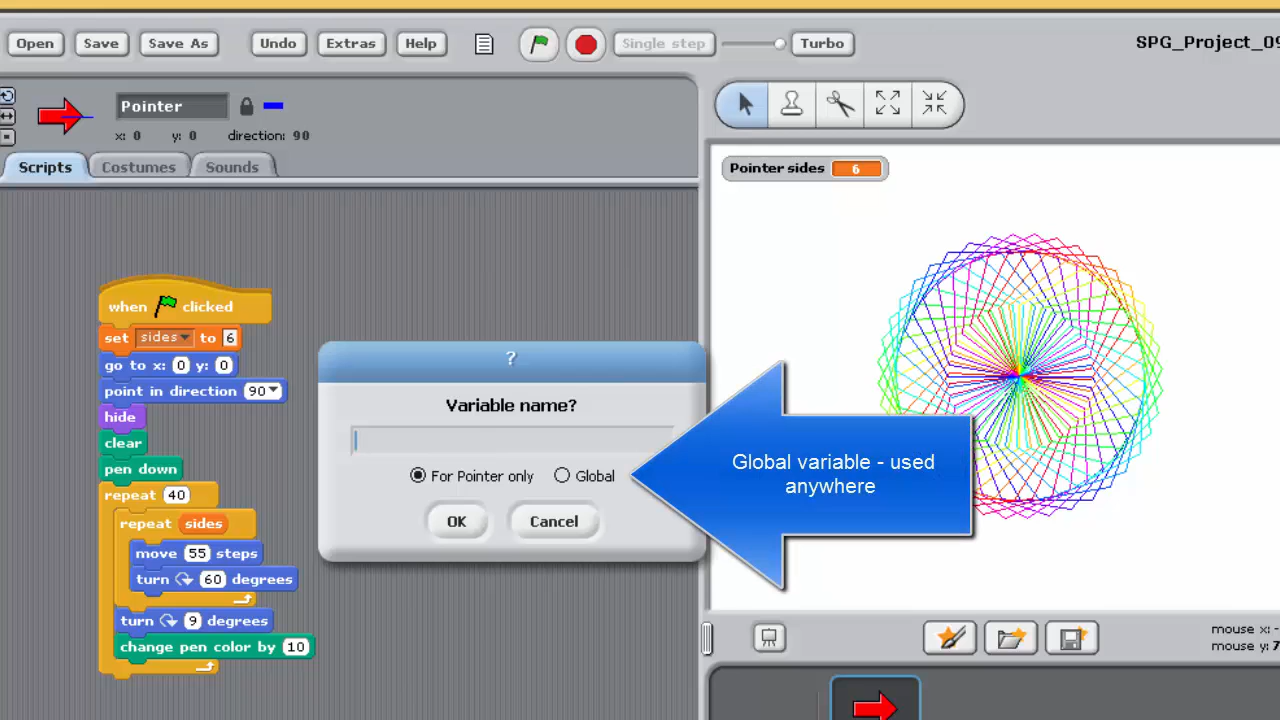 Open Save Save As Undo Extras Help Single step Turbo SPG_Project_09
Pointer
x: 0 y: 0 direction: 90
Scripts Costumes Sounds
Pointer sides 6
when clicked
set sides to 6
go to x: 0 y: 0
point in direction 90
hide
clear
pen down
repeat 40
repeat sides
move 55 steps
turn 60 degrees
turn 9 degrees
change pen color by 10
?
Variable name?
For Pointer only Global
OK Cancel
Global variable - used
anywhere
mouse x: -
mouse y: 7